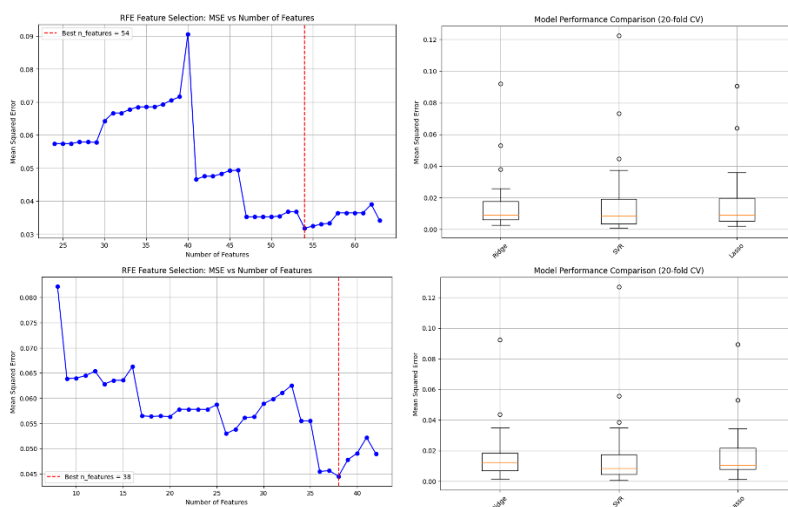 RFE Feature Selection: MSE vs Number of Features
Best n_features = 54
0.09
0.08
0.07
0.06
0.05
0.04
0.03
Mean Squared Error
25 30 35 40 45 50 55 60
Number of Features
Model Performance Comparison (20-fold CV)
0.12
0.10
0.08
0.06
0.04
0.02
0.00
Mean Squared Error
Ridge SVR Lasso
RFE Feature Selection: MSE vs Number of Features
0.080
0.075
0.070
0.065
0.060
0.055
0.050
0.045
Mean Squared Error
Best n_features = 38
10 15 20 25 30 35 40
Number of Features
Model Performance Comparison (20-fold CV)
0.12
0.10
0.08
0.06
0.04
0.02
0.00
Mean Squared Error
SVR Lasso